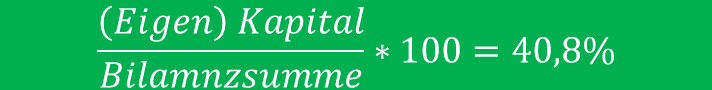 (Eigen) Kapital
Bilamnzsumme
* 100 = 40,8%